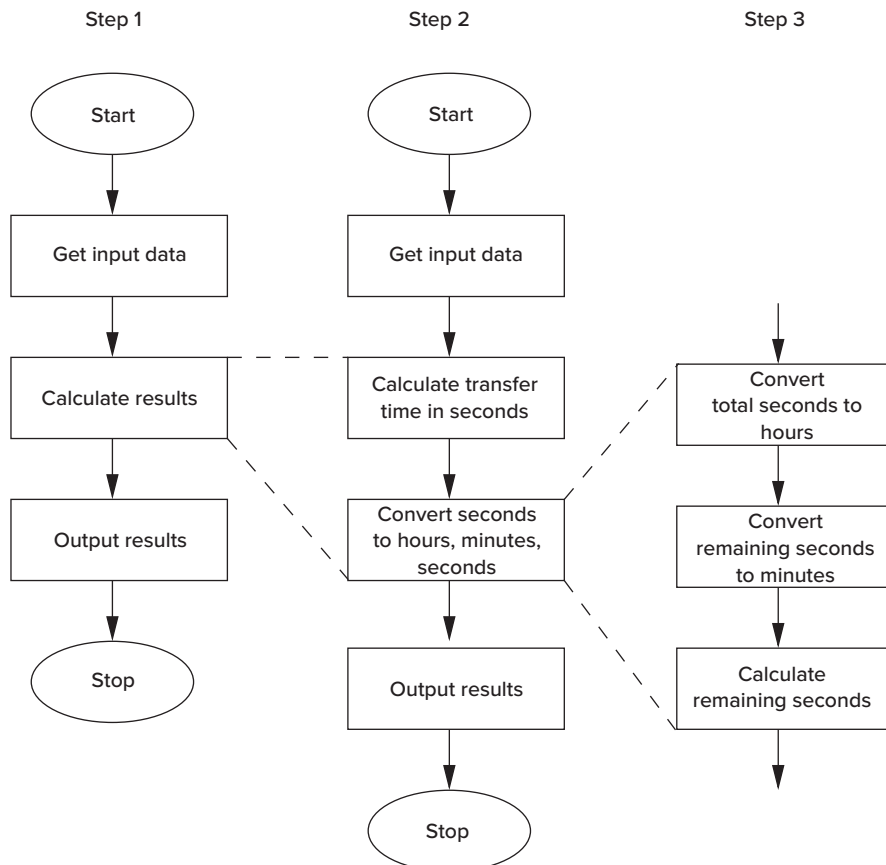 Step 1
Step 2
Step 3
Start
Get input data
Calculate results
Output results
Stop
Start
Get input data
Calculate transfer
time in seconds
Convert seconds
to hours, minutes,
seconds
Output results
Stop
Convert
total seconds to
hours
Convert
remaining seconds
to minutes
Calculate
remaining seconds